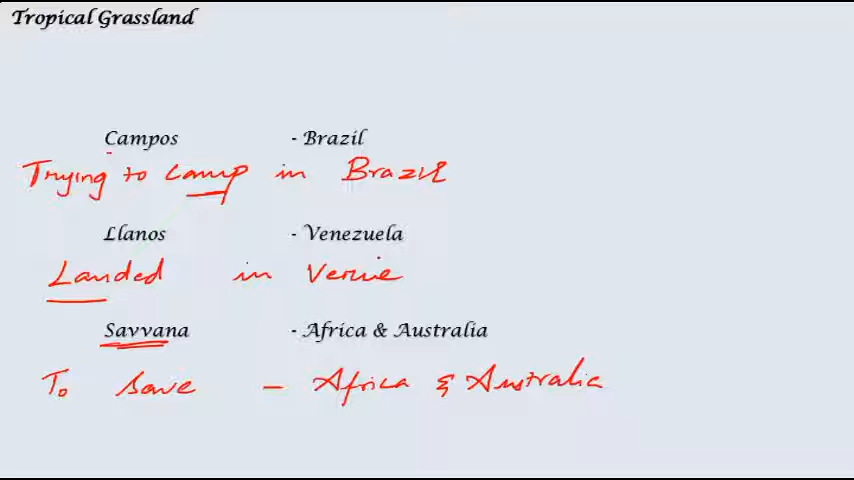 Tropical Grassland
Campos - Brazil
Trying to camp in Brazil
Llanos - Venezuela
Landed in
Savvana - Africa & Australia
To save - Africa & Australia